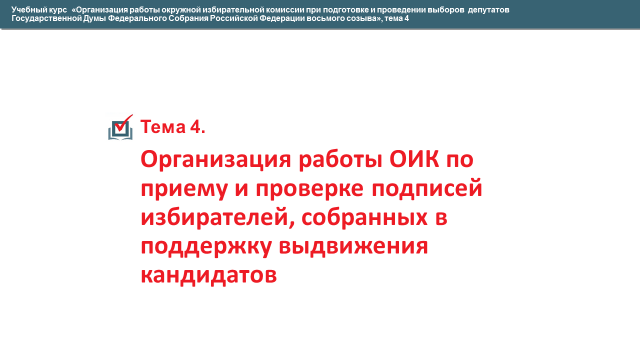 Учебный курс «Организация работы окружной избирательной комиссии при подготовке и проведении выборов депутатов
Государственной Думы Федерального Собрания Российской Федерации восьмого созыва», тема 4
Тема 4.
Организация работы ОИК по
приему и проверке подписей
избирателей, собранных в
поддержку выдвижения
кандидатов